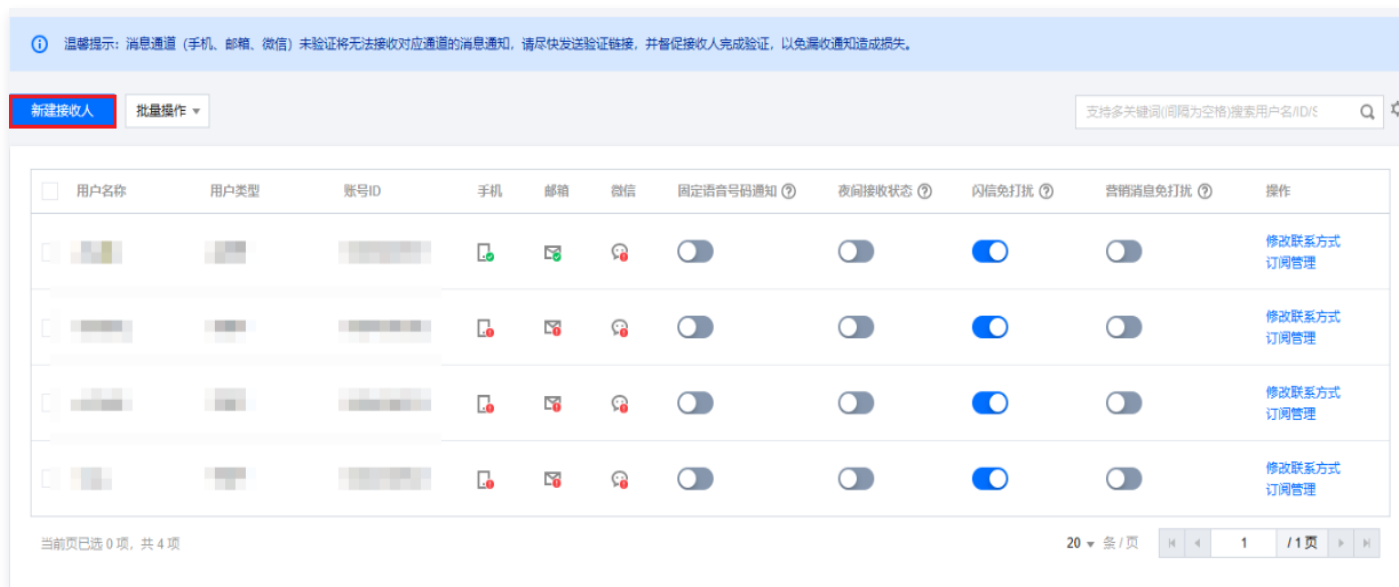 温馨提示：消息通道（手机、邮箱、微信）未验证将无法接收对应通道的消息通知，请尽快发送验证链接，并督促接收人完成验证，以免漏收通知造成损失。
新建接收人 批量操作 支持多关键词(间隔为空格)搜索用户名/ID/S
用户名称 用户类型 账号ID 手机 邮箱 微信 固定语音号码通知 夜间接收状态 闪信免打扰 营销消息免打扰 操作
修改联系方式
订阅管理
修改联系方式
订阅管理
修改联系方式
订阅管理
修改联系方式
订阅管理
当前页已选 0 项，共 4 项 20 条 / 页 1 / 1 页